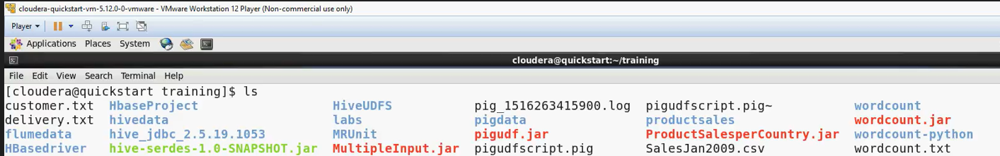 cloudera-quickstart-vm-5.12.0-0-vmware - VMware Workstation 12 Player (Non-commercial use only)
Player
Applications Places System
cloudera@quickstart:~/training
File Edit View Search Terminal Help
[cloudera@quickstart training]$ ls
customer.txt HbaseProject HiveUDFS pig_1516263415900.log pigudfscript.pig~ wordcount
delivery.txt hivedata labs pigdata productsales wordcount.jar
flumedata hive_jdbc_2.5.19.1053 MRUnit pigudf.jar ProductSalesperCountry.jar wordcount-python
HBasedriver hive-serdes-1.0-SNAPSHOT.jar MultipleInput.jar pigudfscript.pig SalesJan2009.csv wordcount.txt